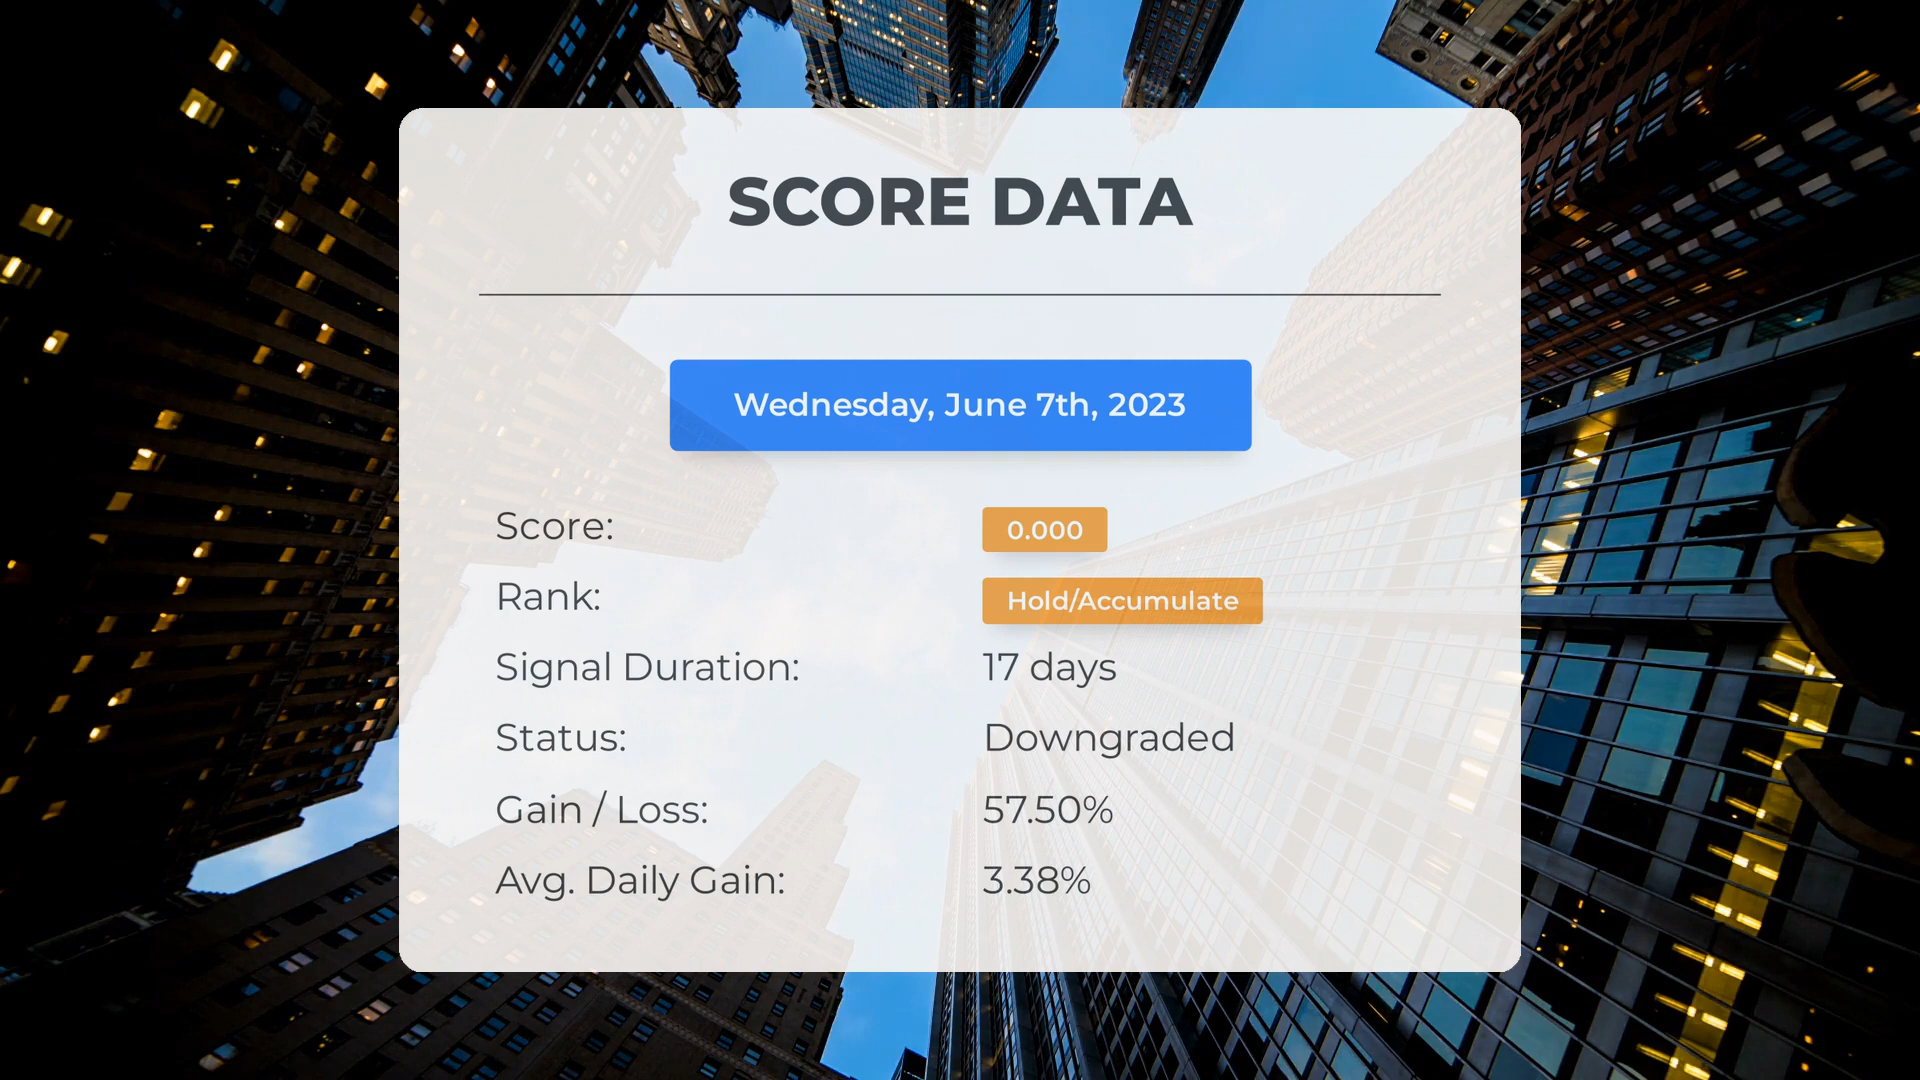 SCORE DATA
Wednesday, June 7th, 2023
Score: 0.000
Rank: Hold/Accumulate
Signal Duration: 17 days
Status: Downgraded
Gain / Loss: 57.50%
Avg. Daily Gain: 3.38%